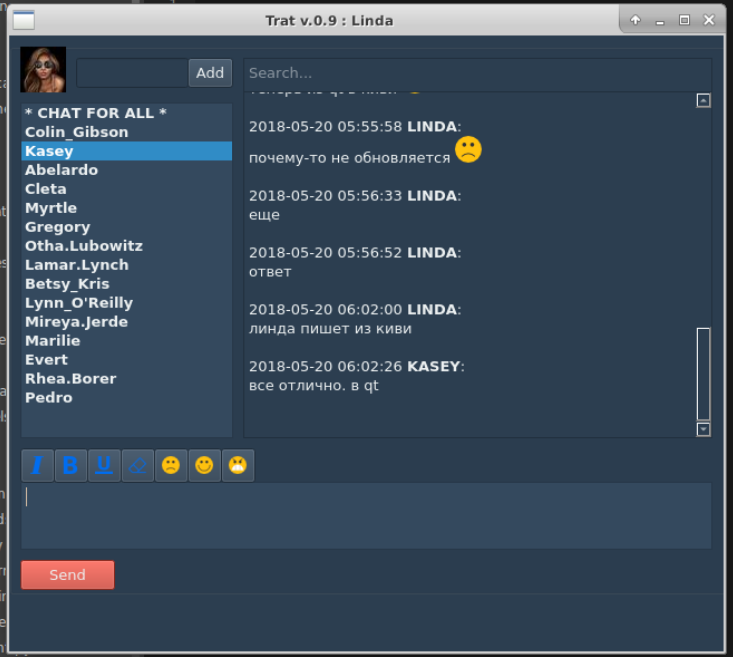 Trat v.0.9 : Linda
Add
Search...
* CHAT FOR ALL *
Colin_Gibson
Kasey
Abelardo
Cleta
Myrtle
Gregory
Otha.Lubowitz
Lamar.Lynch
Betsy_Kris
Lynn_O'Reilly
Mireya.Jerde
Marilie
Evert
Rhea.Borer
Pedro
2018-05-20 05:55:58 LINDA:
почему-то не обновляется
2018-05-20 05:56:33 LINDA:
еще
2018-05-20 05:56:52 LINDA:
ответ
2018-05-20 06:02:00 LINDA:
линда пишет из киви
2018-05-20 06:02:26 KASEY:
все отлично. в qt
I B U
Send